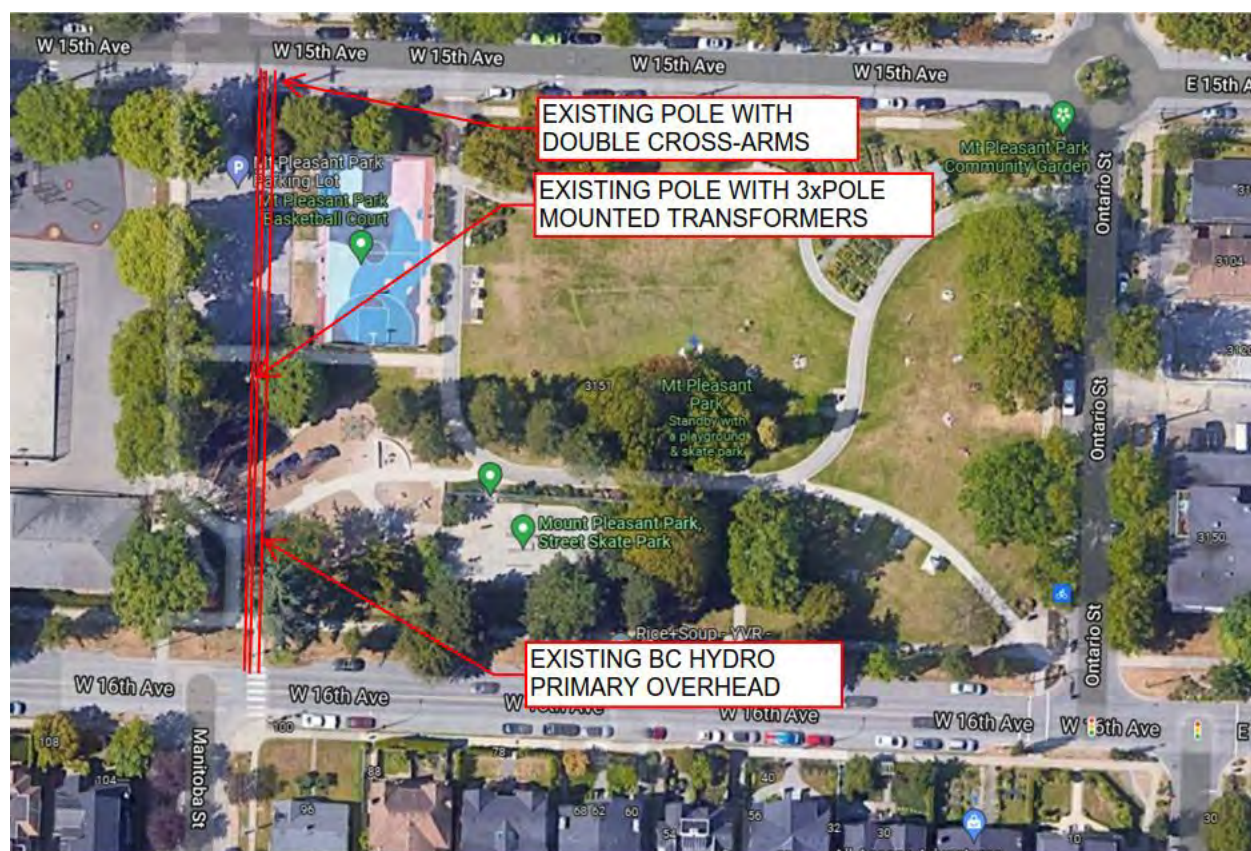 W 15th Ave
W 15th Ave
W 15th Ave
W 15th Ave
W 15th Ave
E 15th A
EXISTING POLE WITH
DOUBLE CROSS-ARMS
Mt Pleasant Park
Community Garden
P
Mt Pleasant Park
Parking Lot
Mt Pleasant Park
Basketball Court
EXISTING POLE WITH 3xPOLE
MOUNTED TRANSFORMERS
Ontario St
3104
3151
Mt Pleasant
Park
Standby with
a playground
& skate park
Ontario St
Mount Pleasant Park,
Street Skate Park
3150
Rice+Soup - YVR -
EXISTING BC HYDRO
PRIMARY OVERHEAD
Ontario St
W 16th Ave
W 16th Ave
W 16th Ave
W 16th Ave
W 16th Ave
E
Manitoba St
100
108
104
88
78
96
68
62
60
54
40
56
32
30
10
30